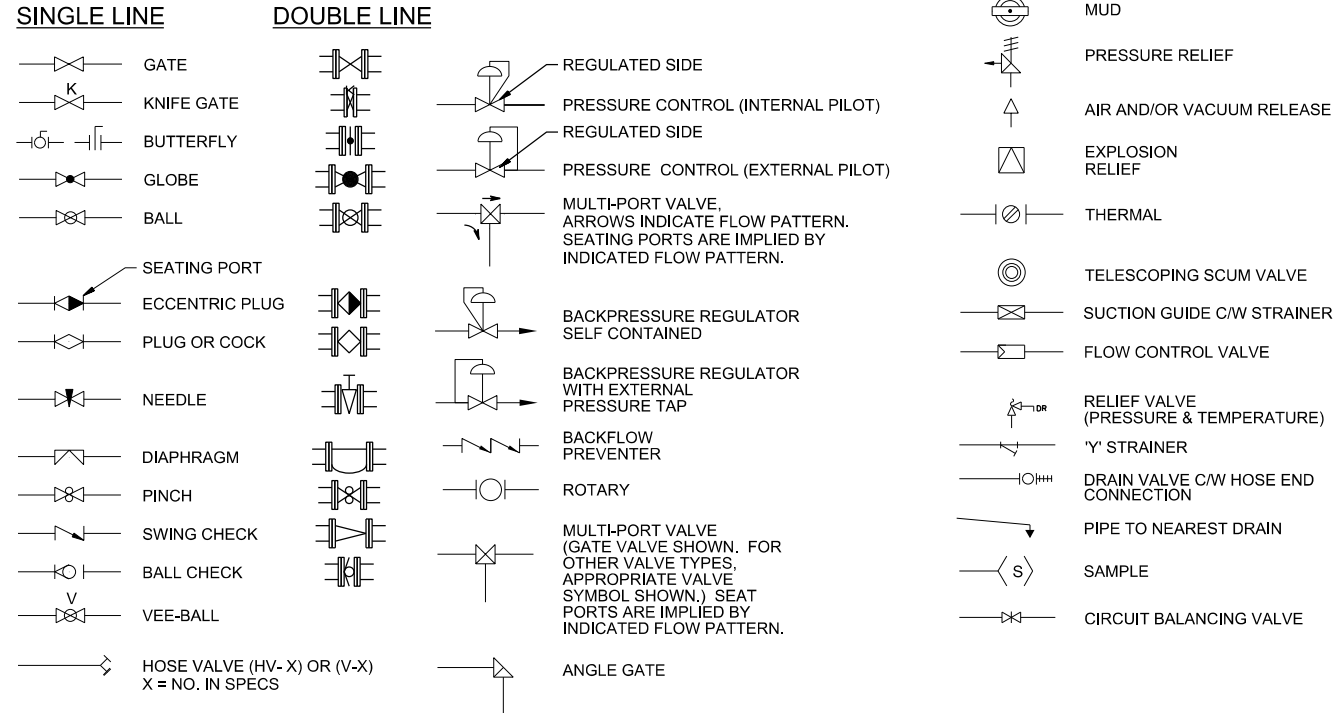 SINGLE LINE
DOUBLE LINE
GATE
K
KNIFE GATE
BUTTERFLY
GLOBE
BALL
SEATING PORT
ECCENTRIC PLUG
PLUG OR COCK
NEEDLE
DIAPHRAGM
PINCH
SWING CHECK
BALL CHECK
V
VEE-BALL
HOSE VALVE (HV- X) OR (V-X)
X = NO. IN SPECS
REGULATED SIDE
PRESSURE CONTROL (INTERNAL PILOT)
REGULATED SIDE
PRESSURE CONTROL (EXTERNAL PILOT)
MULTI-PORT VALVE,
ARROWS INDICATE FLOW PATTERN.
SEATING PORTS ARE IMPLIED BY
INDICATED FLOW PATTERN.
BACKPRESSURE REGULATOR
SELF CONTAINED
BACKPRESSURE REGULATOR
WITH EXTERNAL
PRESSURE TAP
BACKFLOW
PREVENTER
ROTARY
MULTI-PORT VALVE
(GATE VALVE SHOWN. FOR
OTHER VALVE TYPES,
APPROPRIATE VALVE
SYMBOL SHOWN.) SEAT
PORTS ARE IMPLIED BY
INDICATED FLOW PATTERN.
ANGLE GATE
MUD
PRESSURE RELIEF
AIR AND/OR VACUUM RELEASE
EXPLOSION
RELIEF
THERMAL
TELESCOPING SCUM VALVE
SUCTION GUIDE C/W STRAINER
FLOW CONTROL VALVE
DR
RELIEF VALVE
(PRESSURE & TEMPERATURE)
'Y' STRAINER
DRAIN VALVE C/W HOSE END
CONNECTION
PIPE TO NEAREST DRAIN
S
SAMPLE
CIRCUIT BALANCING VALVE